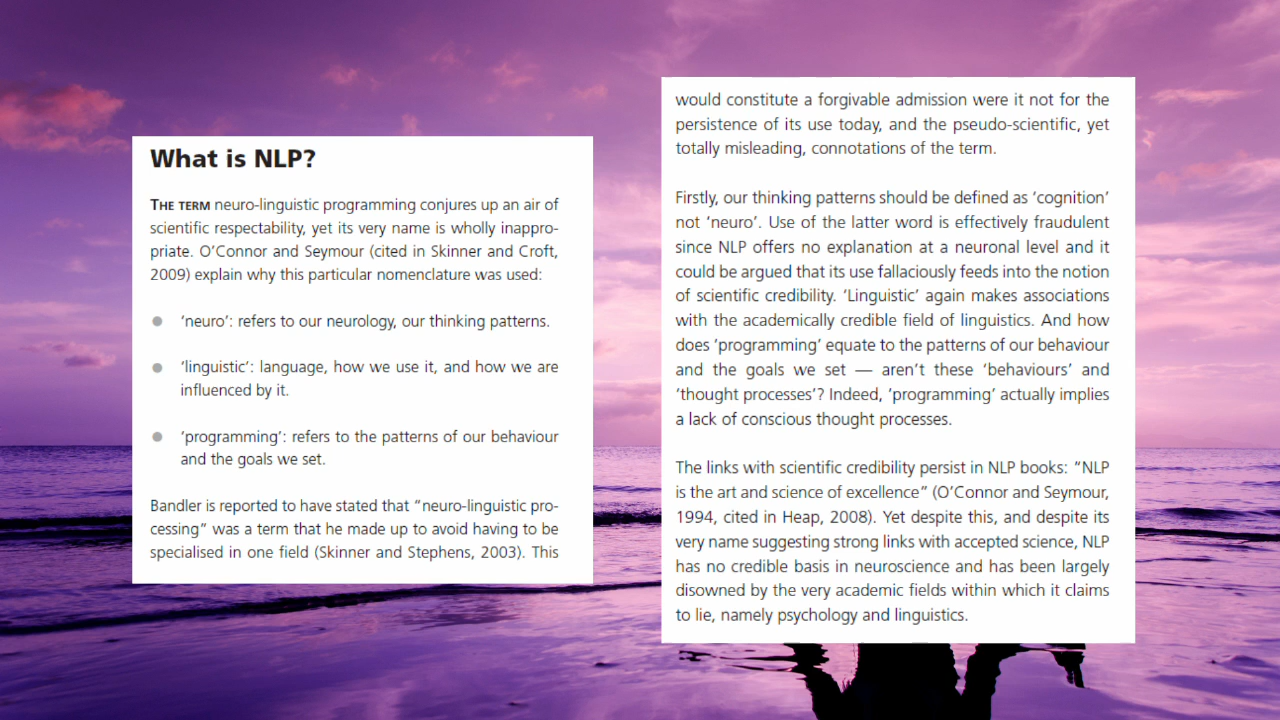 What is NLP?
THE TERM neuro-linguistic programming conjures up an air of
scientific respectability, yet its very name is wholly inappro-
priate. O’Connor and Seymour (cited in Skinner and Croft,
2009) explain why this particular nomenclature was used:
● ‘neuro’: refers to our neurology, our thinking patterns.
● ‘linguistic’: language, how we use it, and how we are
influenced by it.
● ‘programming’: refers to the patterns of our behaviour
and the goals we set.
Bandler is reported to have stated that “neuro-linguistic pro-
cessing” was a term that he made up to avoid having to be
specialised in one field (Skinner and Stephens, 2003). This
would constitute a forgivable admission were it not for the
persistence of its use today, and the pseudo-scientific, yet
totally misleading, connotations of the term.
Firstly, our thinking patterns should be defined as ‘cognition’
not ‘neuro’. Use of the latter word is effectively fraudulent
since NLP offers no explanation at a neuronal level and it
could be argued that its use fallaciously feeds into the notion
of scientific credibility. ‘Linguistic’ again makes associations
with the academically credible field of linguistics. And how
does ‘programming’ equate to the patterns of our behaviour
and the goals we set — aren’t these ‘behaviours’ and
‘thought processes’? Indeed, ‘programming’ actually implies
a lack of conscious thought processes.
The links with scientific credibility persist in NLP books: “NLP
is the art and science of excellence” (O’Connor and Seymour,
1994, cited in Heap, 2008). Yet despite this, and despite its
very name suggesting strong links with accepted science, NLP
has no credible basis in neuroscience and has been largely
disowned by the very academic fields within which it claims
to lie, namely psychology and linguistics.